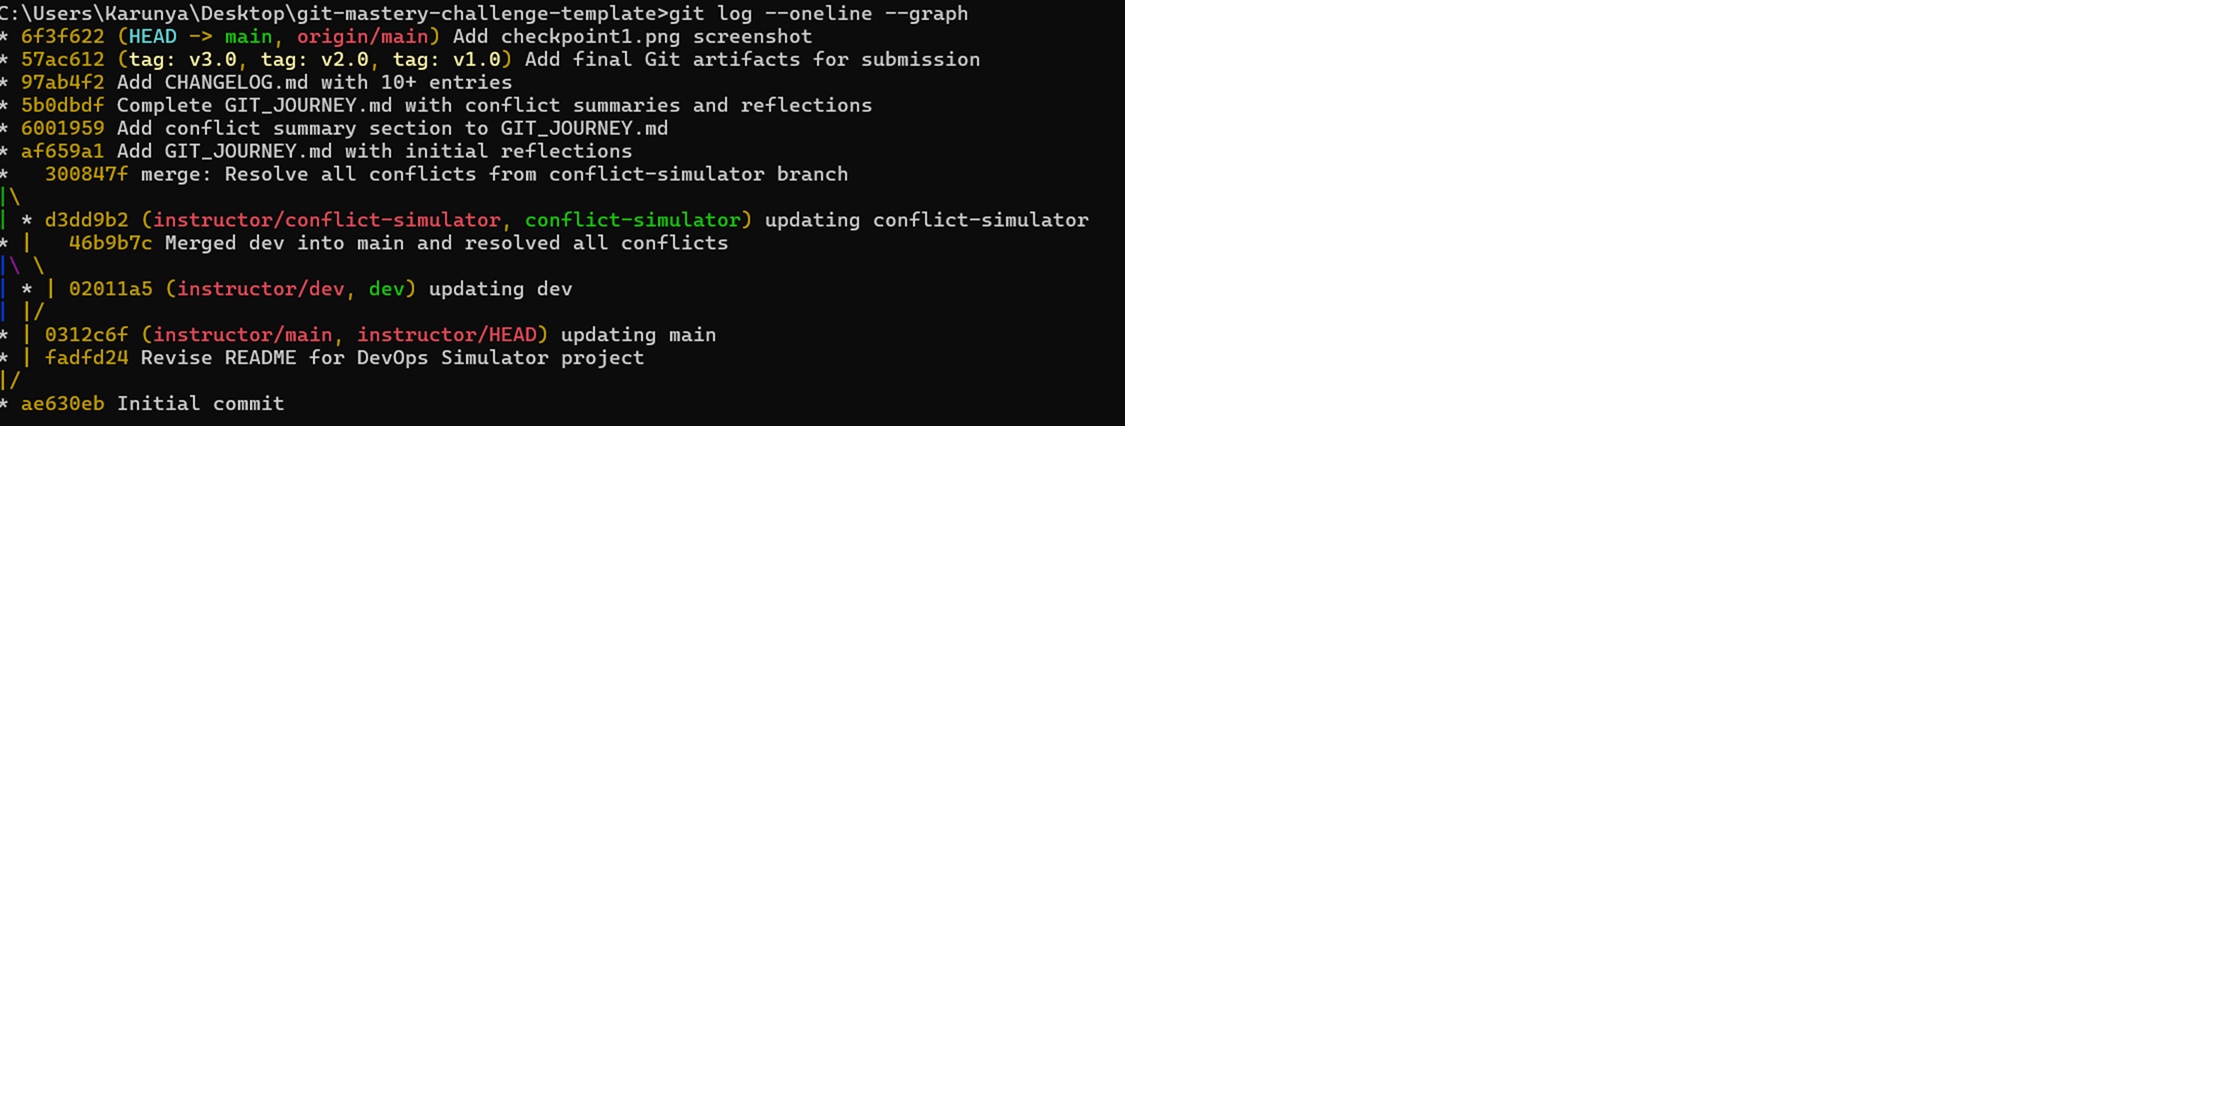 C:\Users\Karunya\Desktop\git-mastery-challenge-template>git log --oneline --graph
* 6f3f622 (HEAD -> main, origin/main) Add checkpoint1.png screenshot
* 57ac612 (tag: v3.0, tag: v2.0, tag: v1.0) Add final Git artifacts for submission
* 97ab4f2 Add CHANGELOG.md with 10+ entries
* 5b0dbdf Complete GIT_JOURNEY.md with conflict summaries and reflections
* 6001959 Add conflict summary section to GIT_JOURNEY.md
* af659a1 Add GIT_JOURNEY.md with initial reflections
*   300847f merge: Resolve all conflicts from conflict-simulator branch
|\
| * d3dd9b2 (instructor/conflict-simulator, conflict-simulator) updating conflict-simulator
* |   46b9b7c Merged dev into main and resolved all conflicts
|\ \
| * | 02011a5 (instructor/dev, dev) updating dev
| |/
* | 0312c6f (instructor/main, instructor/HEAD) updating main
* | fadfd24 Revise README for DevOps Simulator project
|/
* ae630eb Initial commit